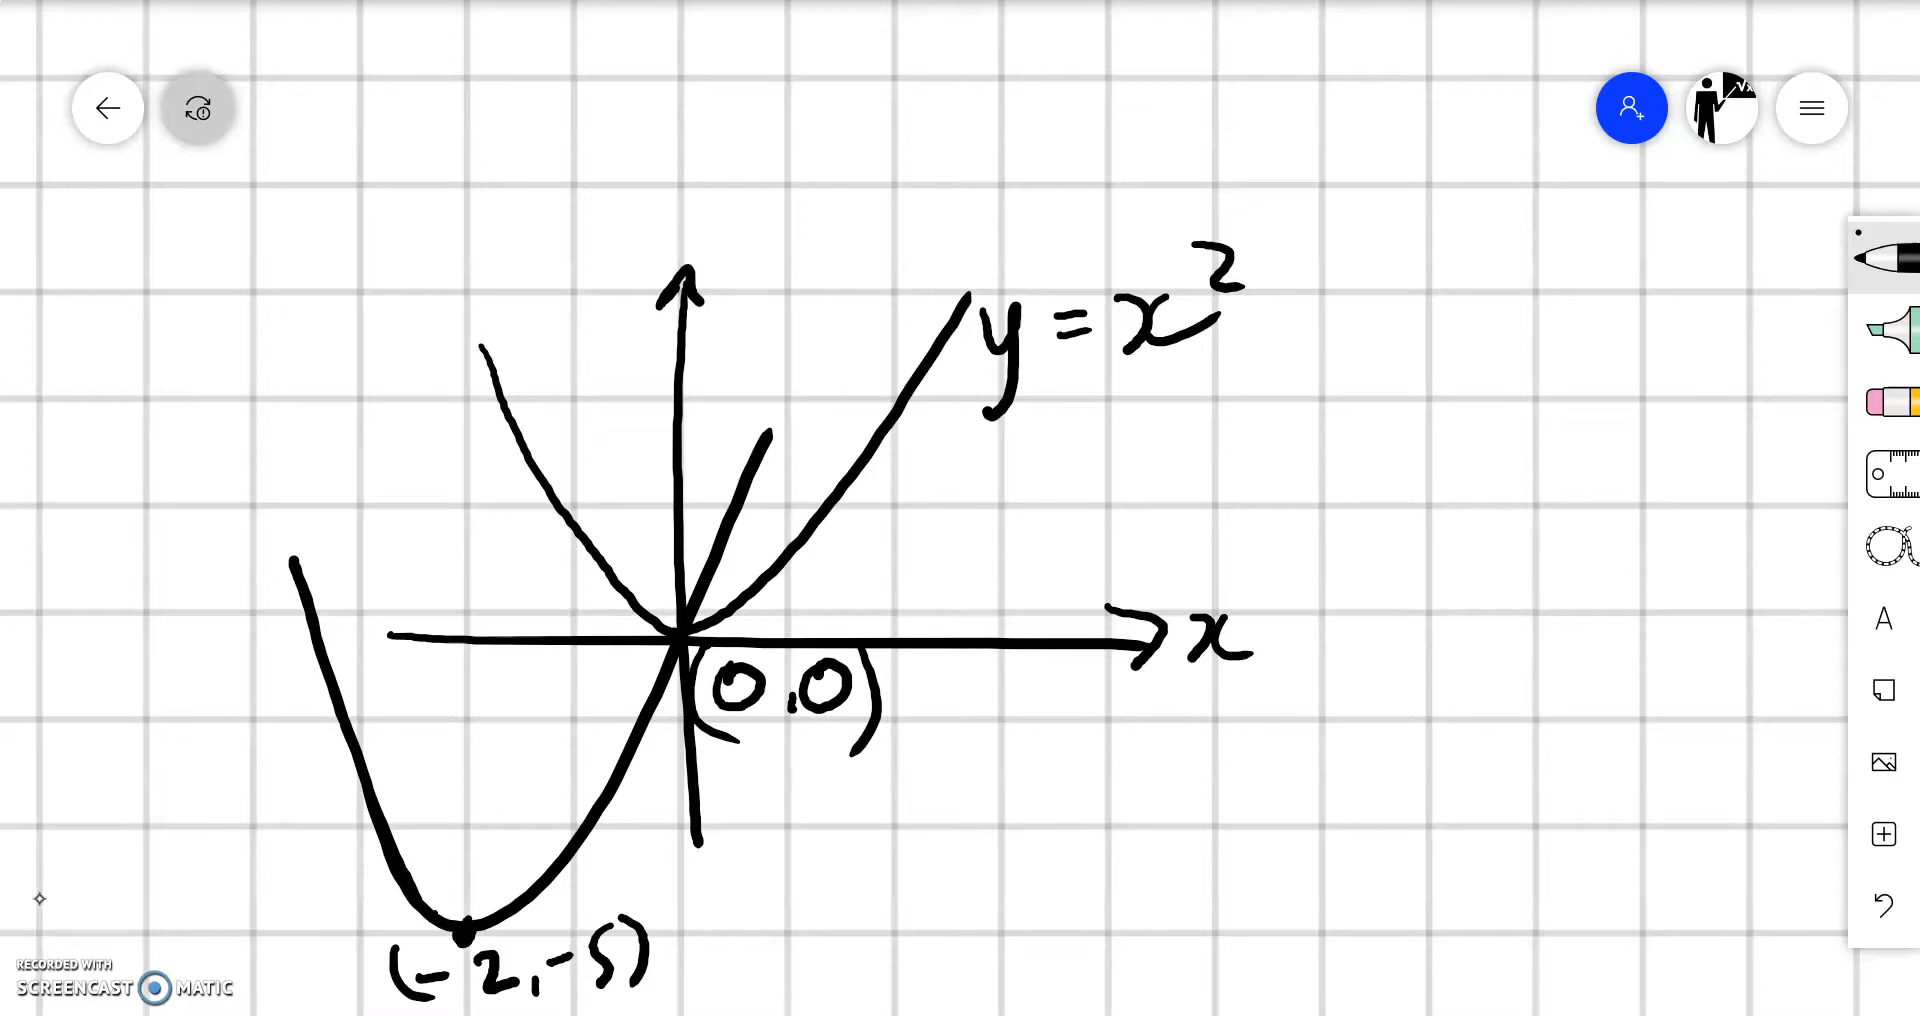 y = x²
x
(0,0)
(-2,-5)
A
√x
RECORDED WITH
SCREENCAST MATIC